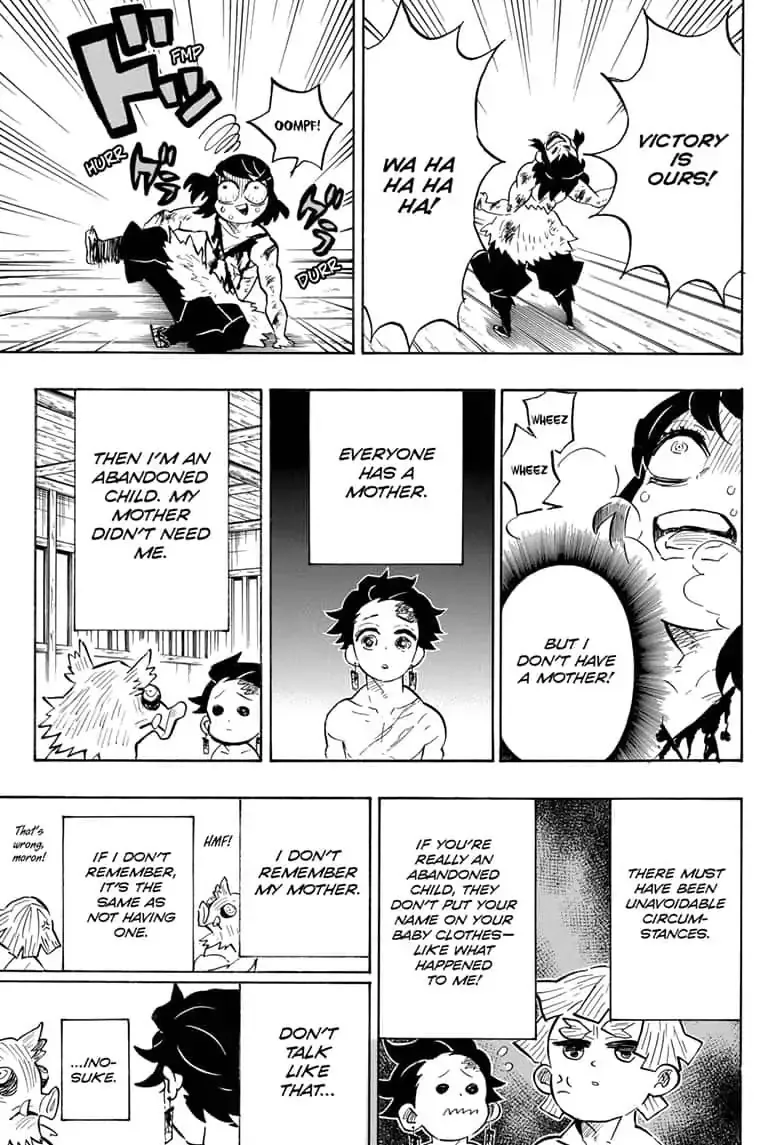 VICTORY
IS
OURS!
WA HA
HA HA
HA!
ドドン
FMP
OOMPF!
HURR
ゲラ
ゲラ
DURR
WHEEZ
WHEEZ
BUT I
DON'T HAVE
A MOTHER!
EVERYONE
HAS A
MOTHER.
THEN I'M AN
ABANDONED
CHILD. MY
MOTHER
DIDN'T NEED
ME.
THERE MUST
HAVE BEEN
UNAVOIDABLE
CIRCUM-
STANCES.
IF YOU'RE
REALLY AN
ABANDONED
CHILD, THEY
DON'T PUT YOUR
NAME ON YOUR
BABY CLOTHES—
LIKE WHAT
HAPPENED
TO ME!
I DON'T
REMEMBER
MY MOTHER.
HMF!
IF I DON'T
REMEMBER,
IT'S THE
SAME AS
NOT HAVING
ONE.
That's
wrong,
moron!
DON'T
TALK
LIKE
THAT...
...INO-
SUKE.